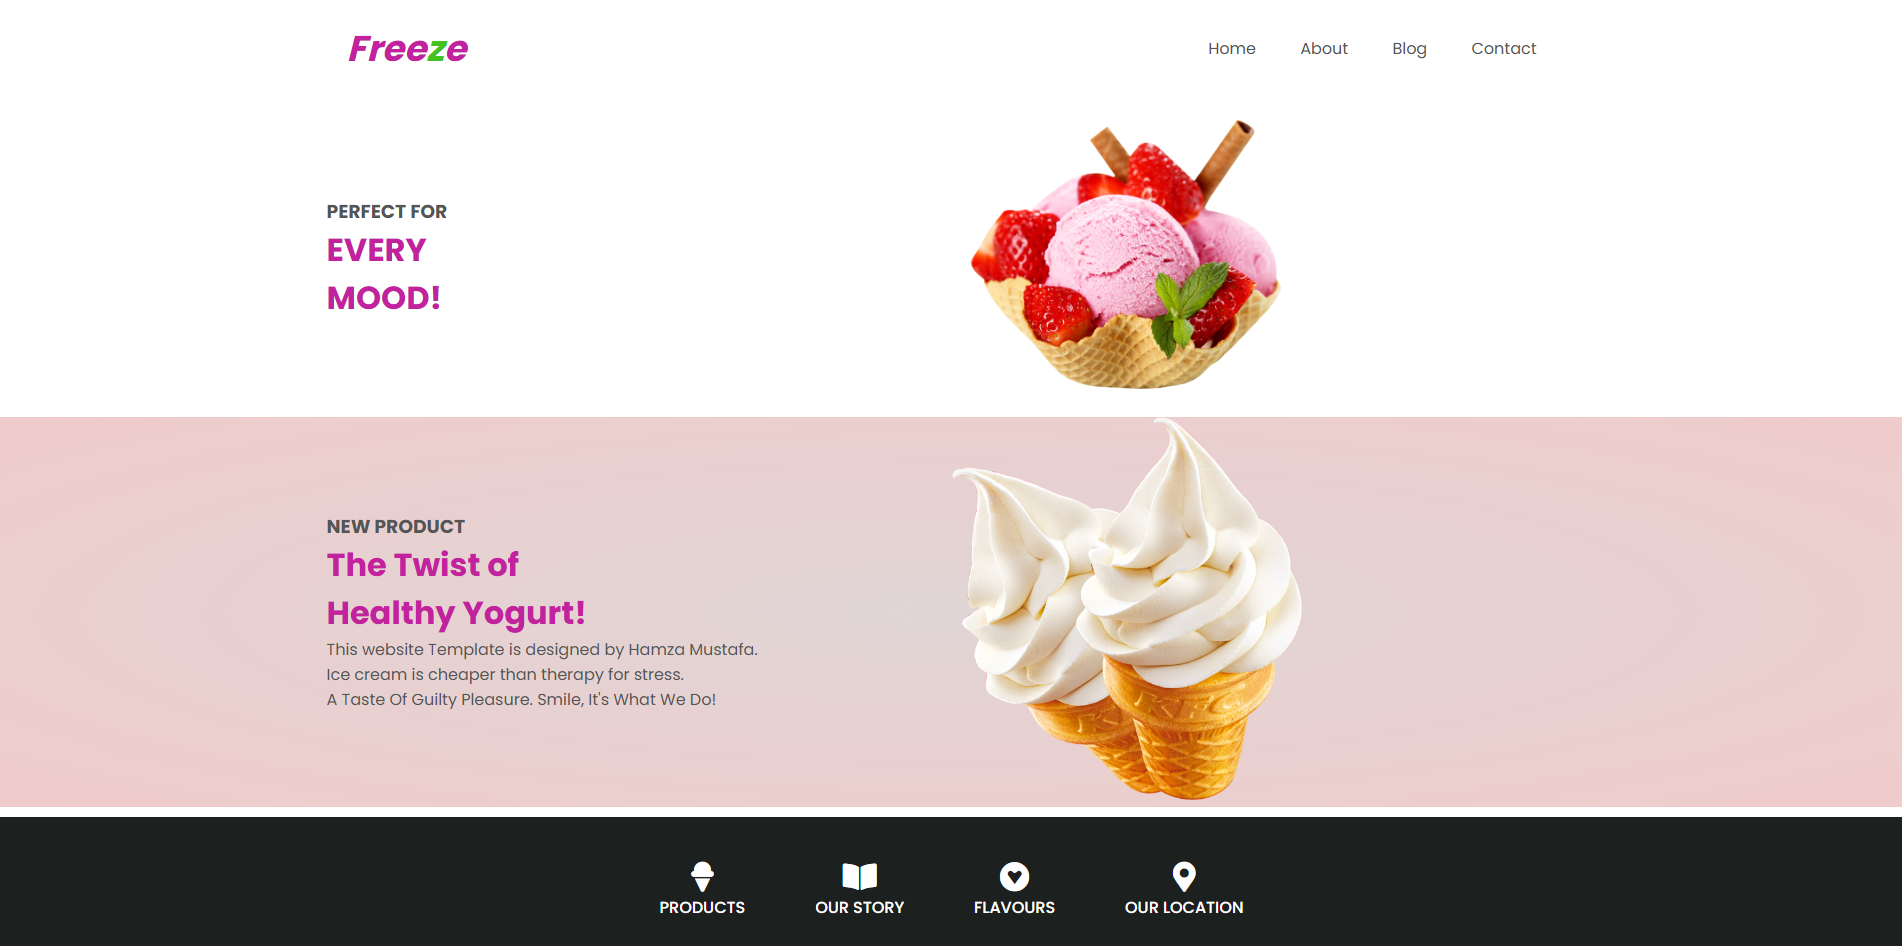 Freeze
Home About Blog Contact
PERFECT FOR
EVERY
MOOD!
NEW PRODUCT
The Twist of
Healthy Yogurt!
This website Template is designed by Hamza Mustafa.
Ice cream is cheaper than therapy for stress.
A Taste Of Guilty Pleasure. Smile, It's What We Do!
PRODUCTS OUR STORY FLAVOURS OUR LOCATION